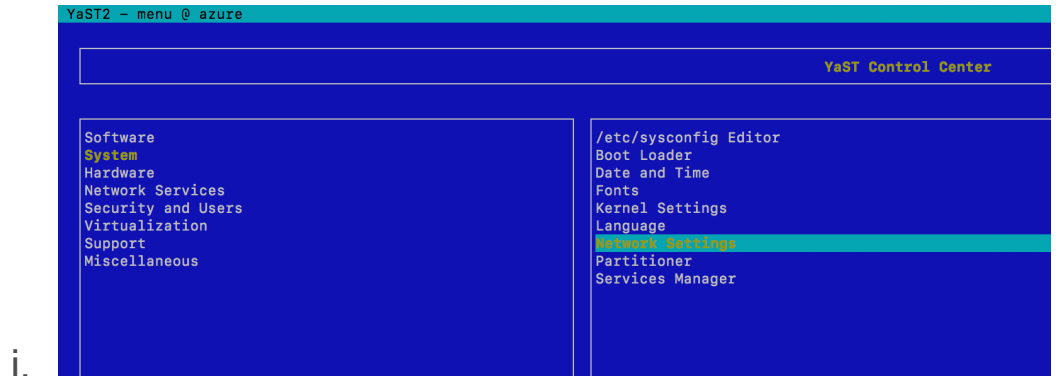 YaST2 – menu @ azure
YaST Control Center
Software
System
Hardware
Network Services
Security and Users
Virtualization
Support
Miscellaneous
/etc/sysconfig Editor
Boot Loader
Date and Time
Fonts
Kernel Settings
Language
Network Settings
Partitioner
Services Manager
i.